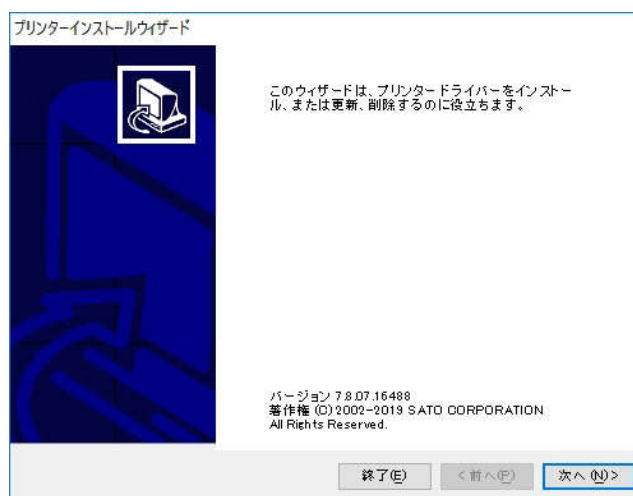 プリンターインストールウィザード
このウィザードは、プリンタードライバーをインストー
ル、または更新、削除するのに役立ちます。
バージョン 7.8.07.16488
著作権 (C)2002-2019 SATO CORPORATION
All Rights Reserved.
終了(E)
<前へ(P)
次へ(N)>